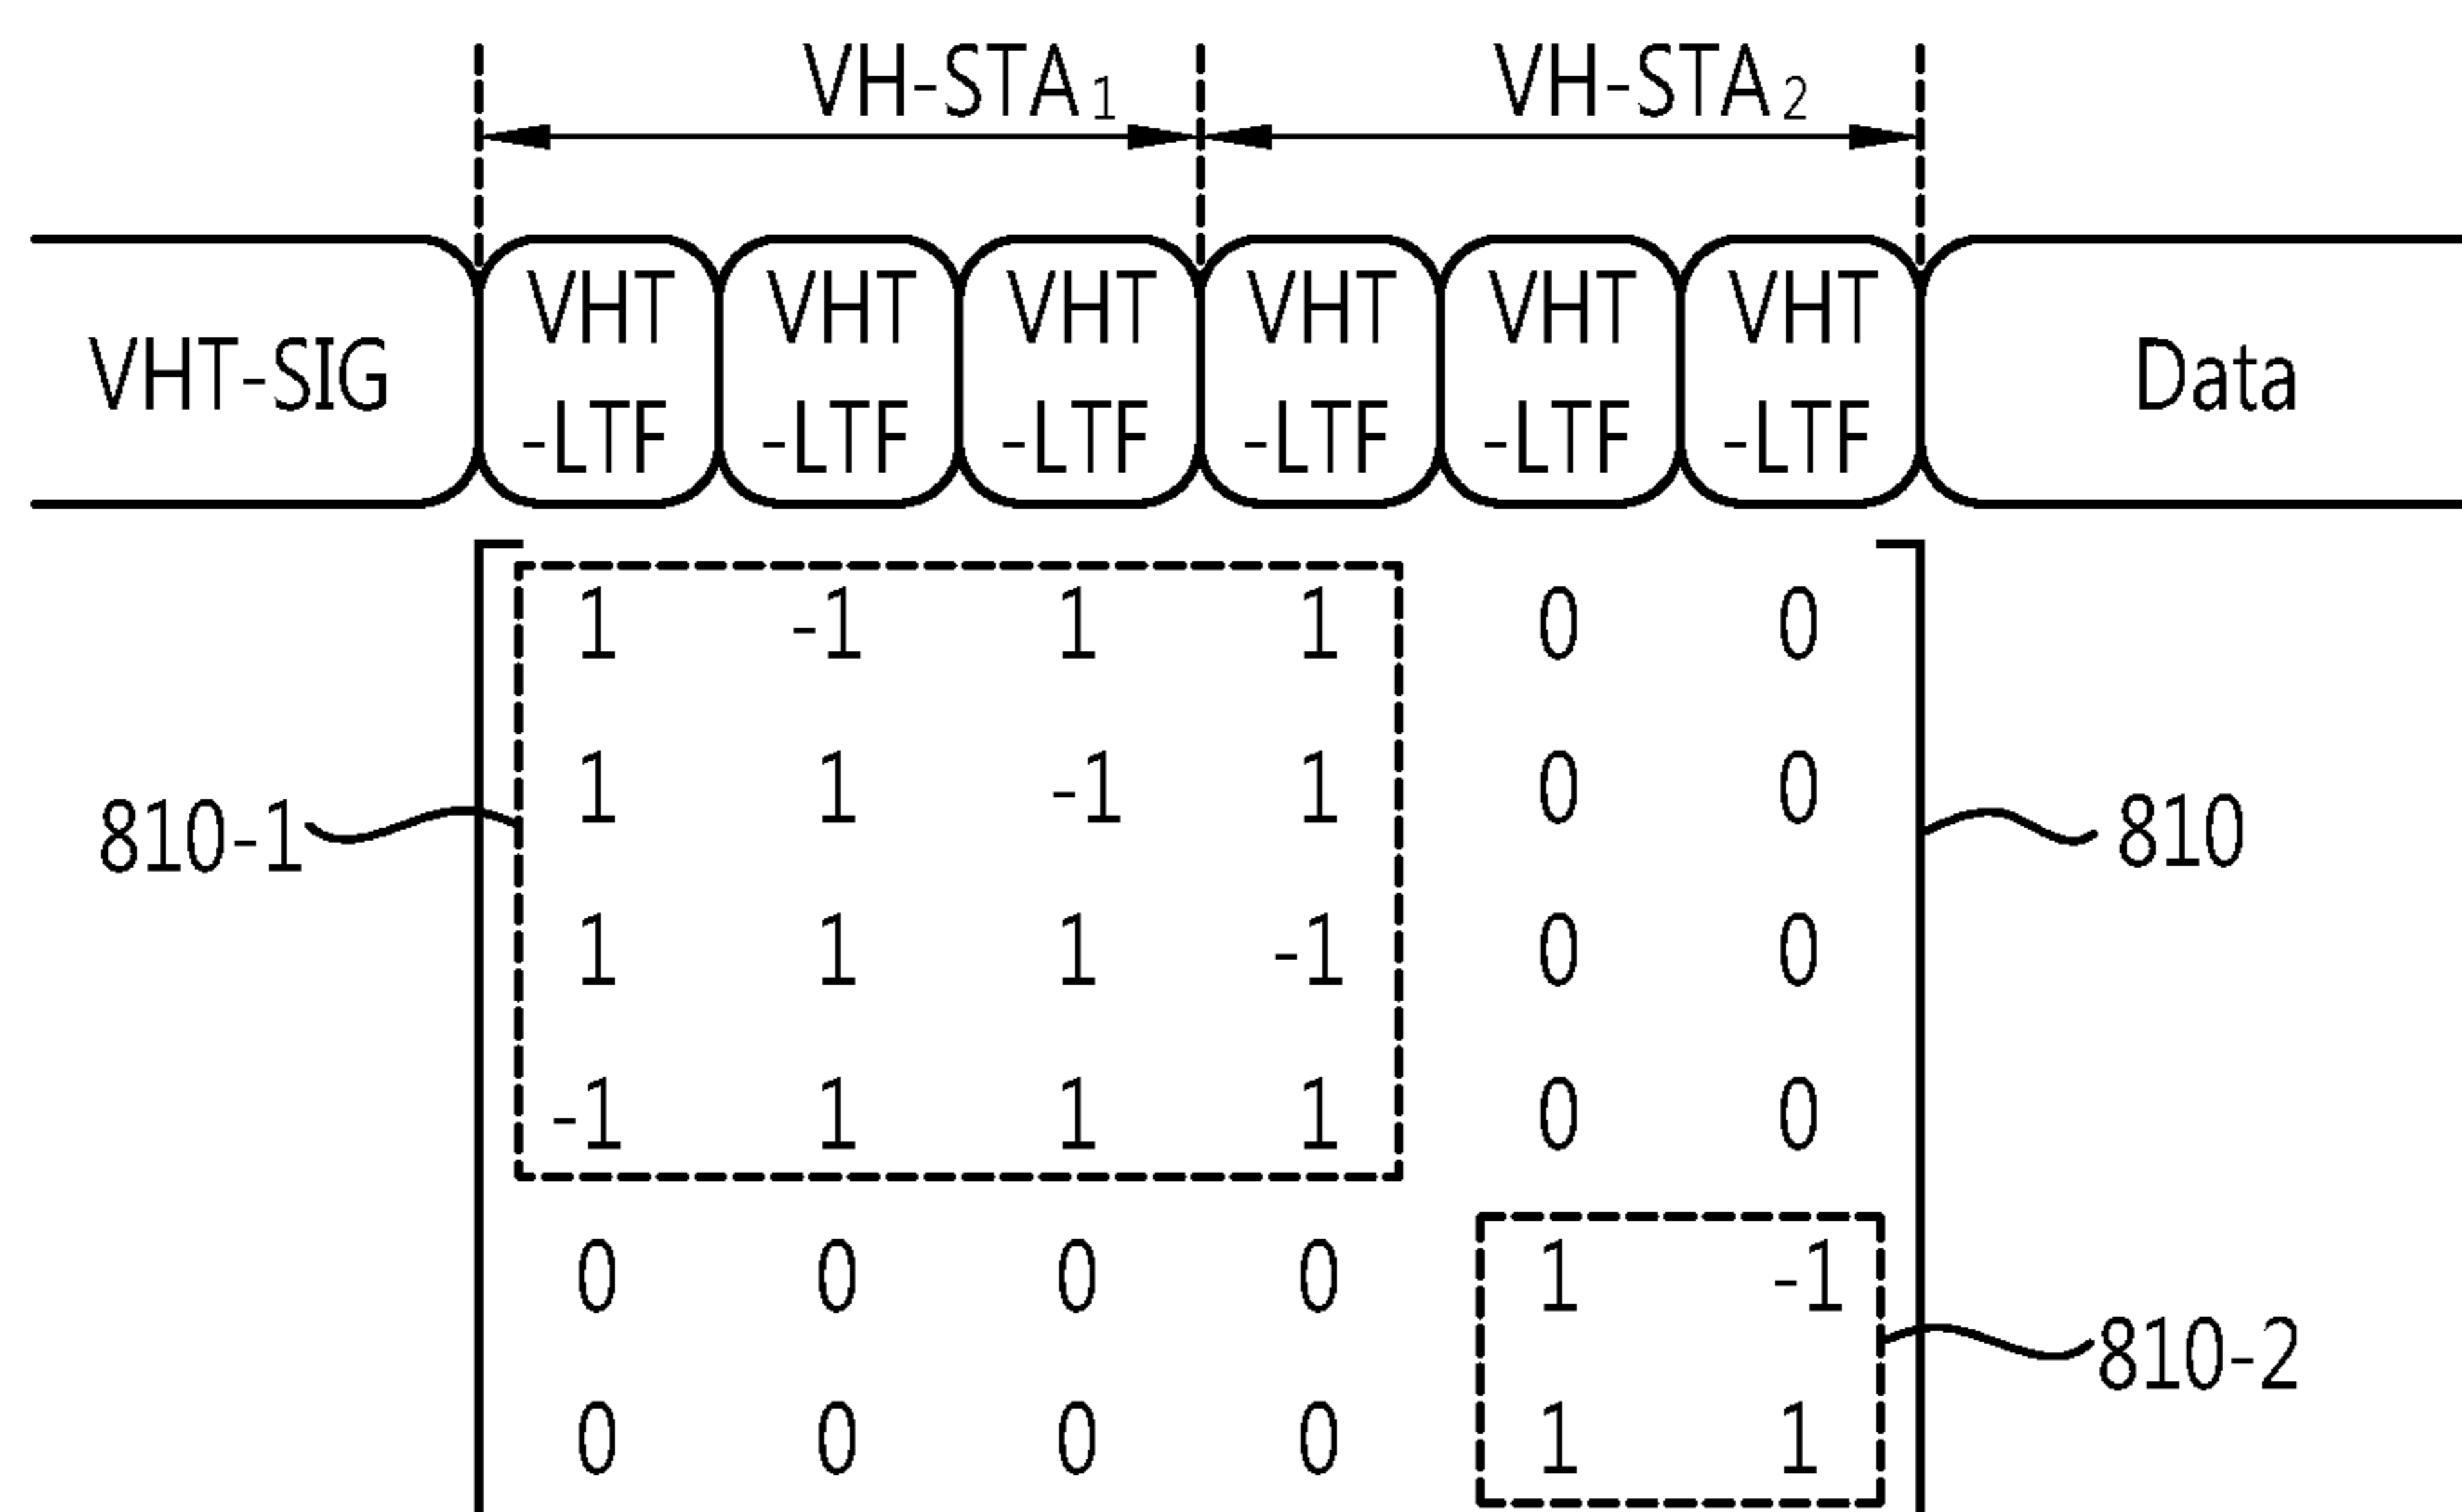 VH-STA1 VH-STA2
VHT-SIG VHT -LTF VHT -LTF VHT -LTF VHT -LTF VHT -LTF VHT -LTF Data
1 -1 1 1 0 0
1 1 -1 1 0 0
810-1 810
1 1 1 -1 0 0
-1 1 1 1 0 0
0 0 0 0 1 -1
810-2
0 0 0 0 1 1